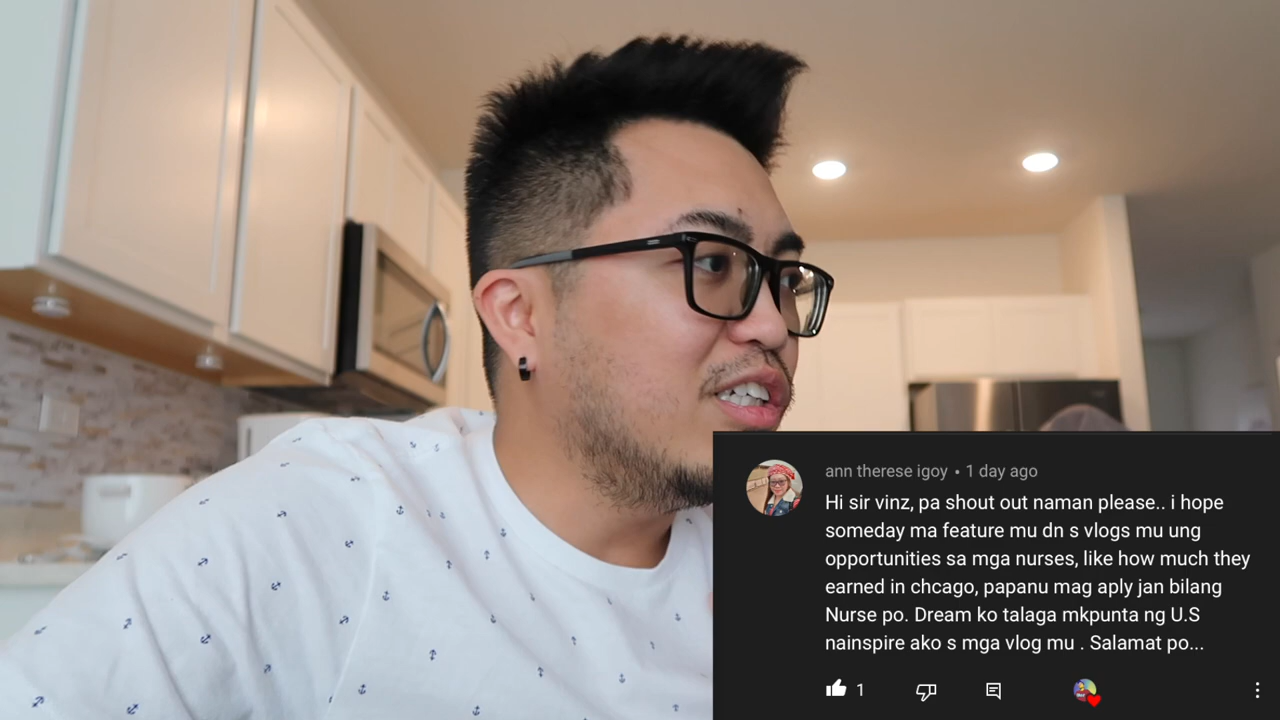 ann therese igoy • 1 day ago
Hi sir vinz, pa shout out naman please.. i hope
someday ma feature mu dn s vlogs mu ung
opportunities sa mga nurses, like how much they
earned in chcago, papanu mag aply jan bilang
Nurse po. Dream ko talaga mkpunta ng U.S
nainspire ako s mga vlog mu . Salamat po...
1